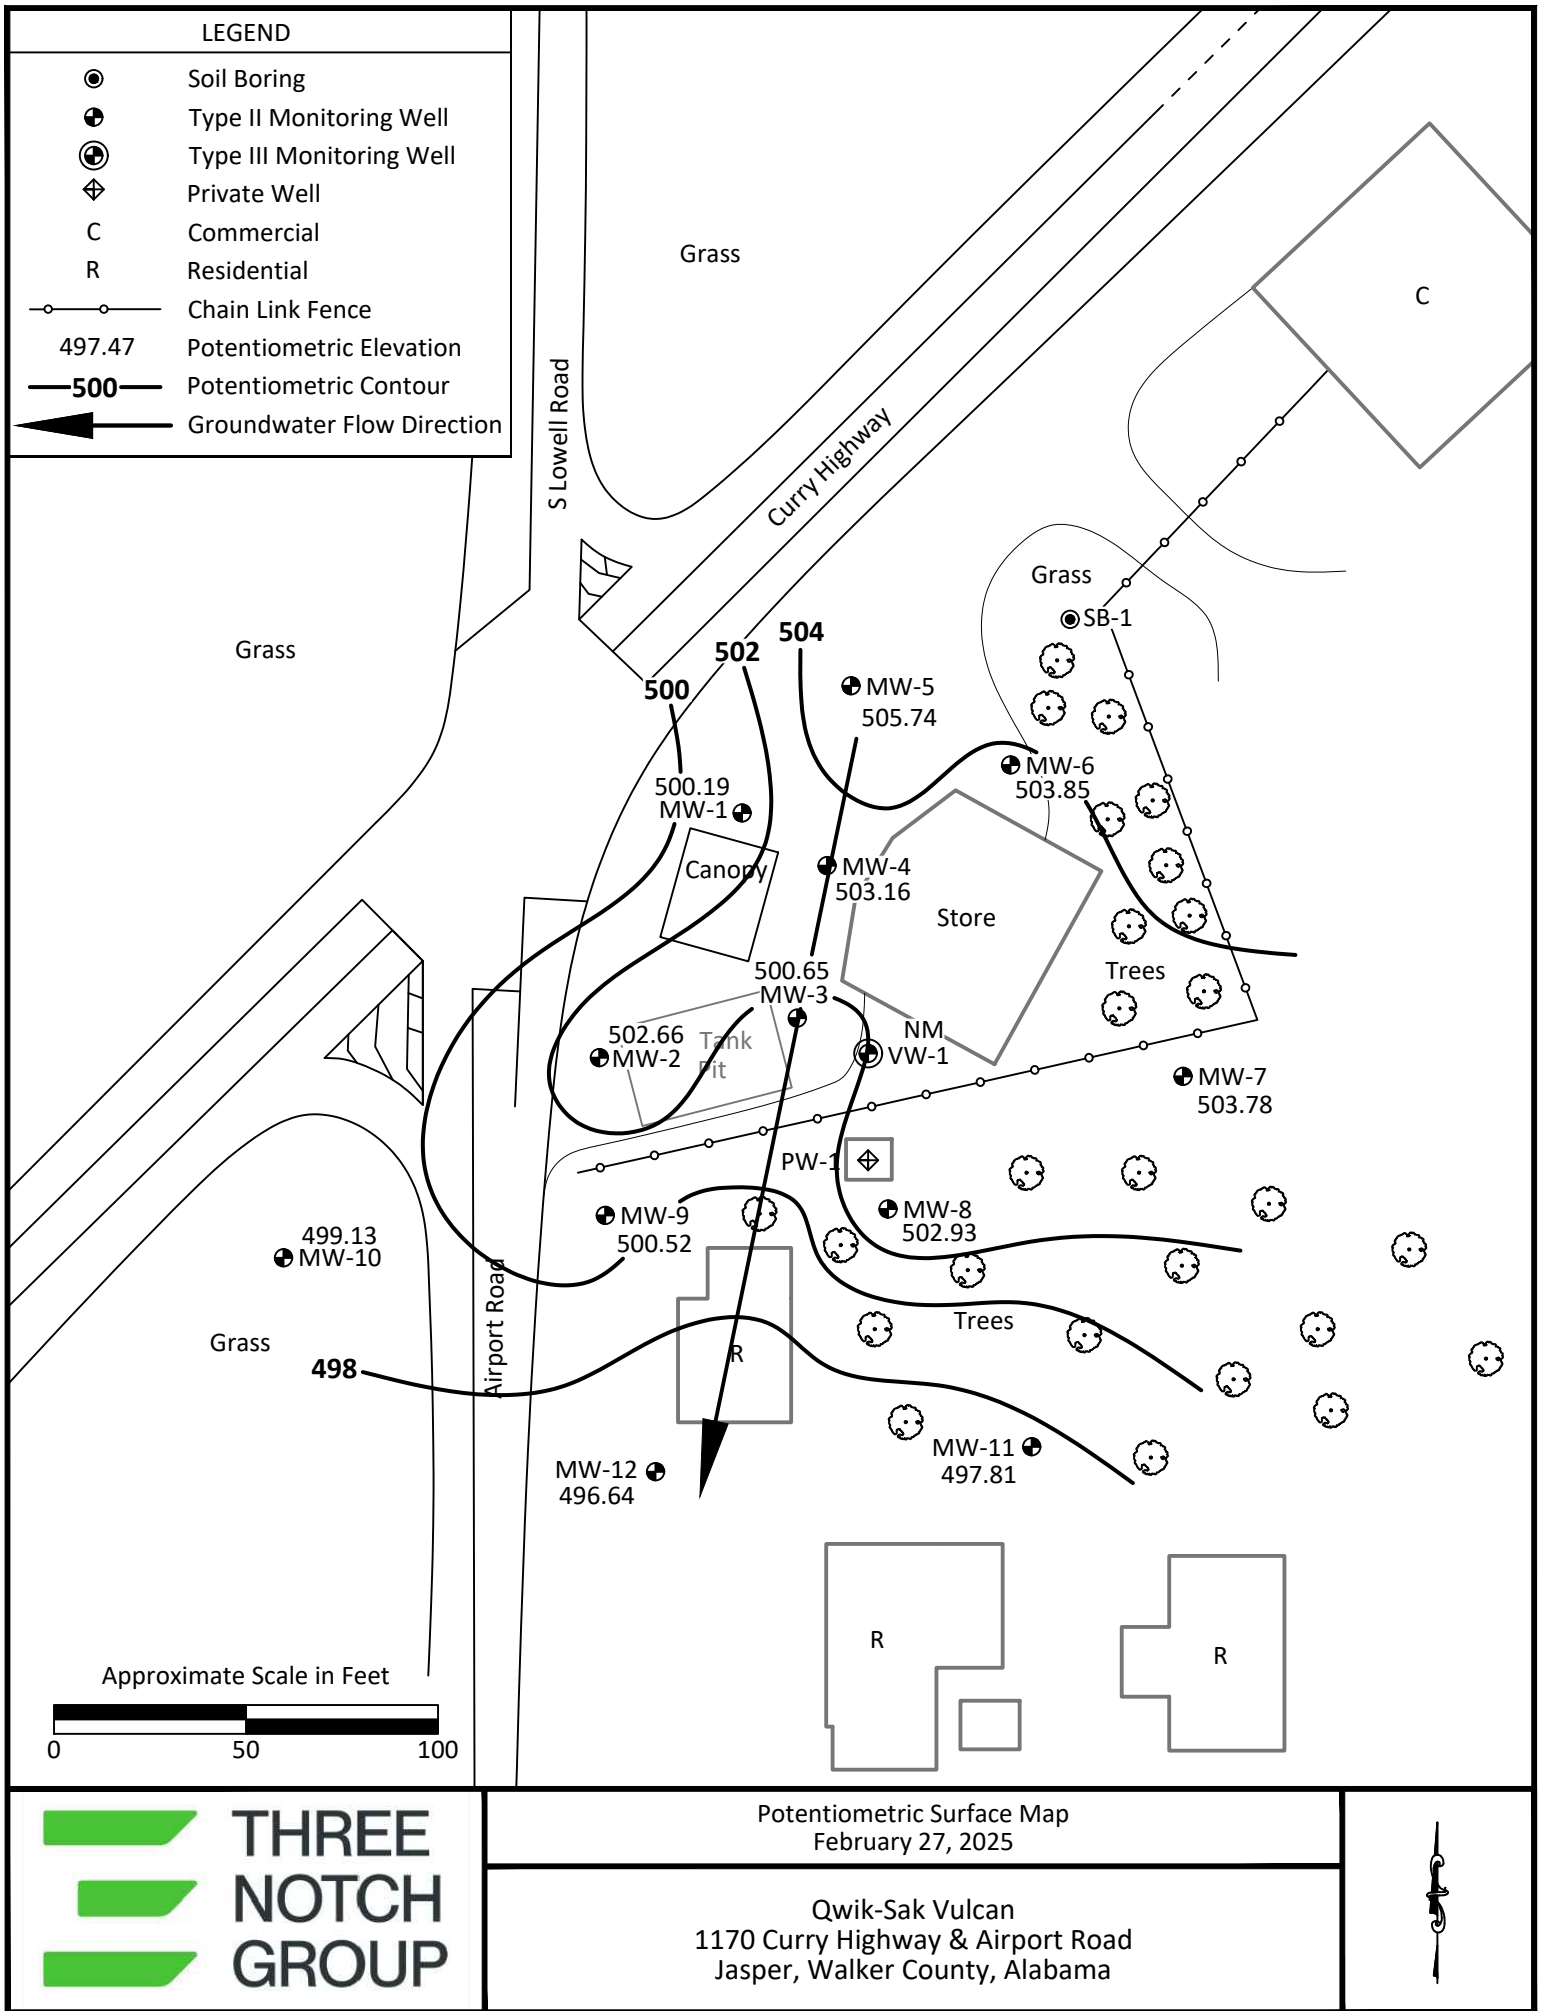 LEGEND
Soil Boring
Type II Monitoring Well
Type III Monitoring Well
Private Well
C Commercial
R Residential
Chain Link Fence
497.47 Potentiometric Elevation
500 Potentiometric Contour
Groundwater Flow Direction
Grass
C
S Lowell Road
Curry Highway
Grass
SB-1
Grass
504
502
500
MW-5
505.74
MW-6
503.85
500.19
MW-1
Canopy
MW-4
503.16
Store
500.65
MW-3
Trees
NM
VW-1
502.66
MW-2
Tank
Pit
MW-7
503.78
PW-1
MW-9
500.52
MW-8
502.93
499.13
MW-10
Airport Road
Grass
498
R
Trees
MW-11
497.81
MW-12
496.64
R
R
Approximate Scale in Feet
0 50 100
THREE
NOTCH
GROUP
Potentiometric Surface Map
February 27, 2025
Qwik-Sak Vulcan
1170 Curry Highway & Airport Road
Jasper, Walker County, Alabama